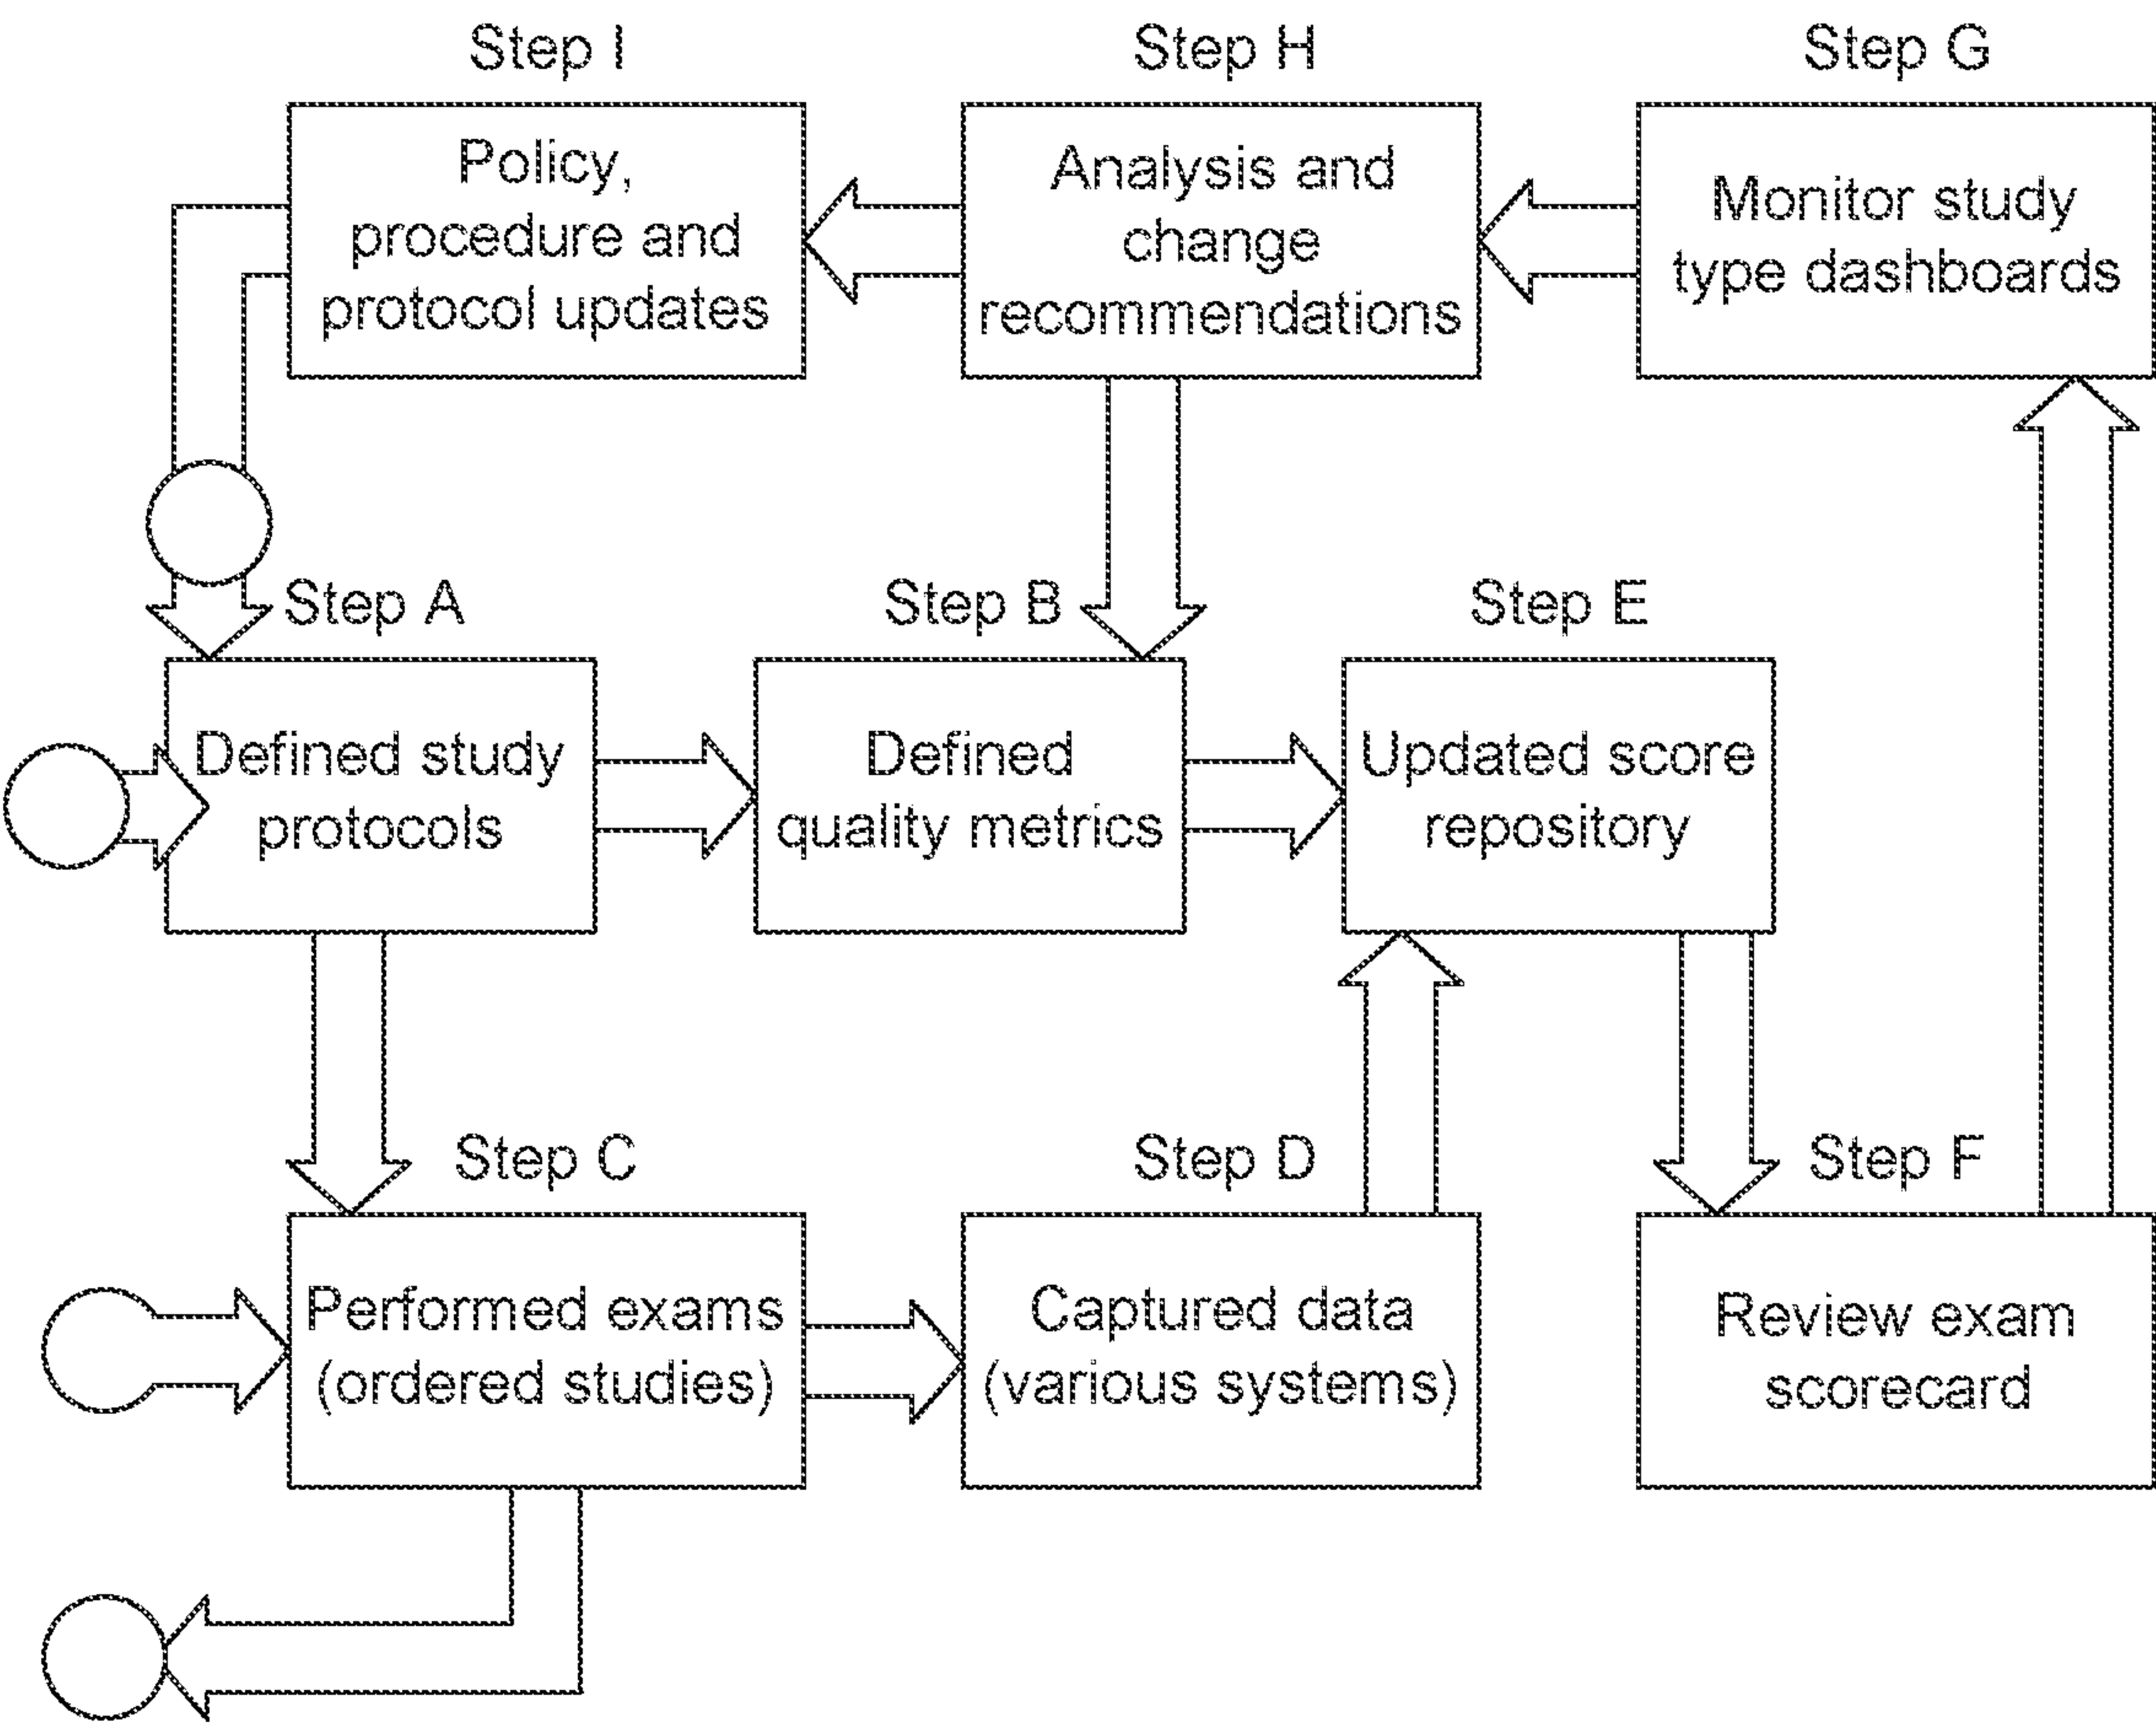 Step I
Policy,
procedure and
protocol updates
Step H
Analysis and
change
recommendations
Step G
Monitor study
type dashboards
Step A
Defined study
protocols
Step B
Defined
quality metrics
Step E
Updated score
repository
Step C
Performed exams
(ordered studies)
Step D
Captured data
(various systems)
Step F
Review exam
scorecard